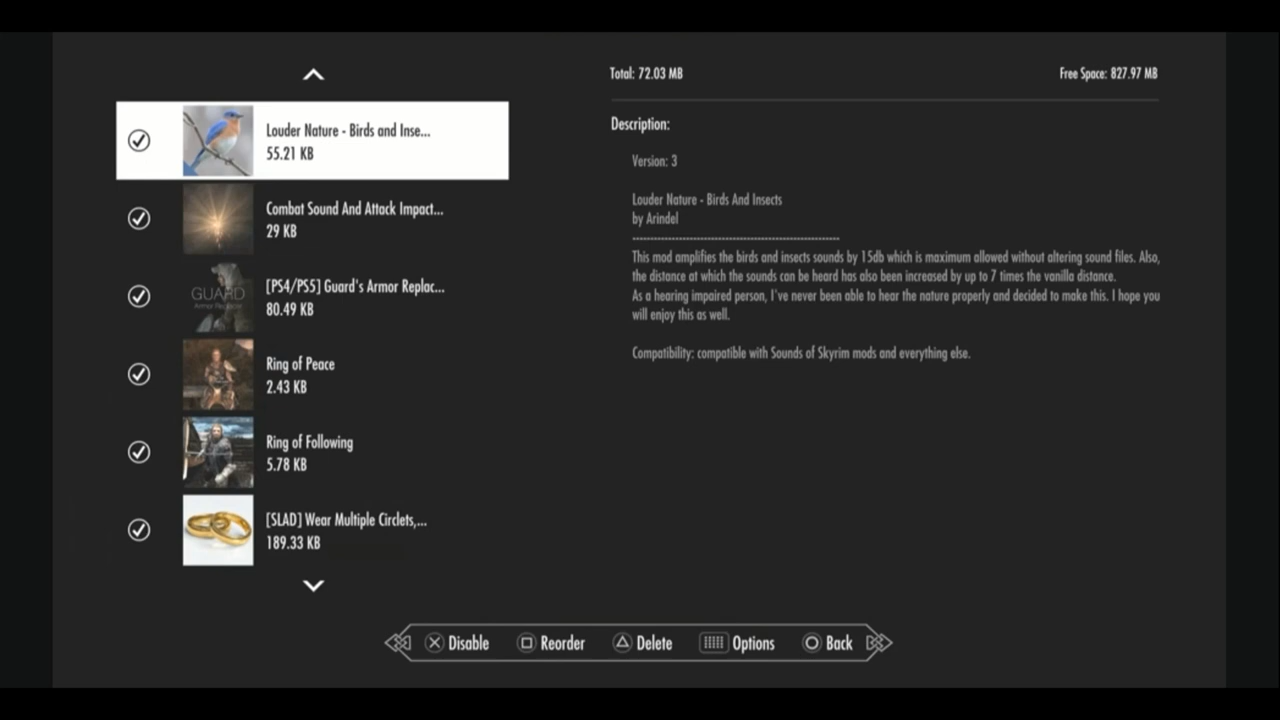 Total: 72.03 MB
Free Space: 827.97 MB
Louder Nature - Birds and Inse...
55.21 KB
Combat Sound And Attack Impact...
29 KB
GUARD
Armor Replacer
[PS4/PS5] Guard's Armor Replac...
80.49 KB
Ring of Peace
2.43 KB
Ring of Following
5.78 KB
[SLAD] Wear Multiple Circlets,...
189.33 KB
Description:
Version: 3
Louder Nature - Birds And Insects
by Arindel
----------------------------------------------------------
This mod amplifies the birds and insects sounds by 15db which is maximum allowed without altering sound files. Also,
the distance at which the sounds can be heard has also been increased by up to 7 times the vanilla distance.
As a hearing impaired person, I've never been able to hear the nature properly and decided to make this. I hope you
will enjoy this as well.
Compatibility: compatible with Sounds of Skyrim mods and everything else.
Disable
Reorder
Delete
Options
Back